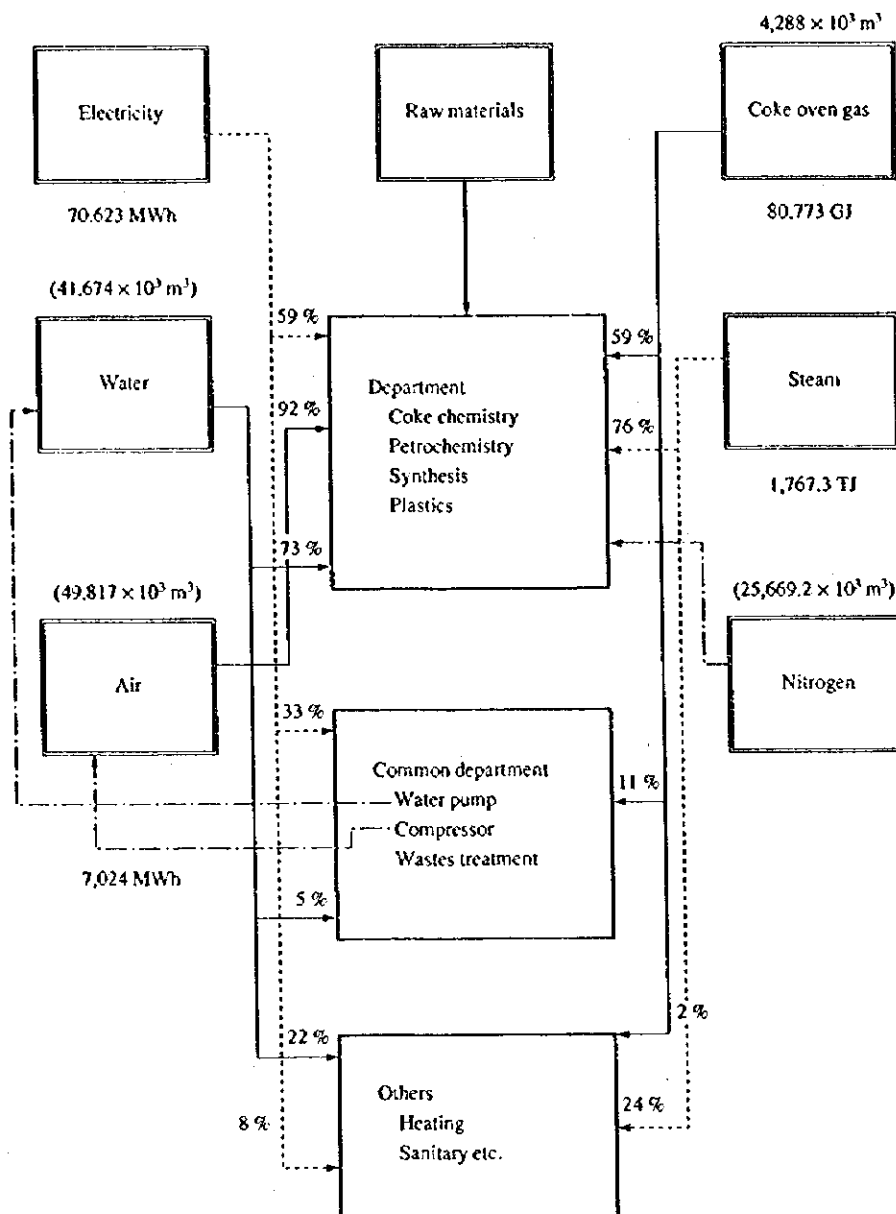 4,288 × 10³ m³
Electricity
Raw materials
Coke oven gas
70.623 MWh
80.773 GJ
(41.674 × 10³ m³)
59 %
59 %
Water
Department
Steam
92 %
Coke chemistry
76 %
Petrochemistry
Synthesis
Plastics
1,767.3 TJ
73 %
(49.817 × 10³ m³)
(25,669.2 × 10³ m³)
Air
Nitrogen
33 %
Common department
Water pump
11 %
Compressor
Wastes treatment
7,024 MWh
5 %
2 %
22 %
Others
24 %
8 %
Heating
Sanitary etc.